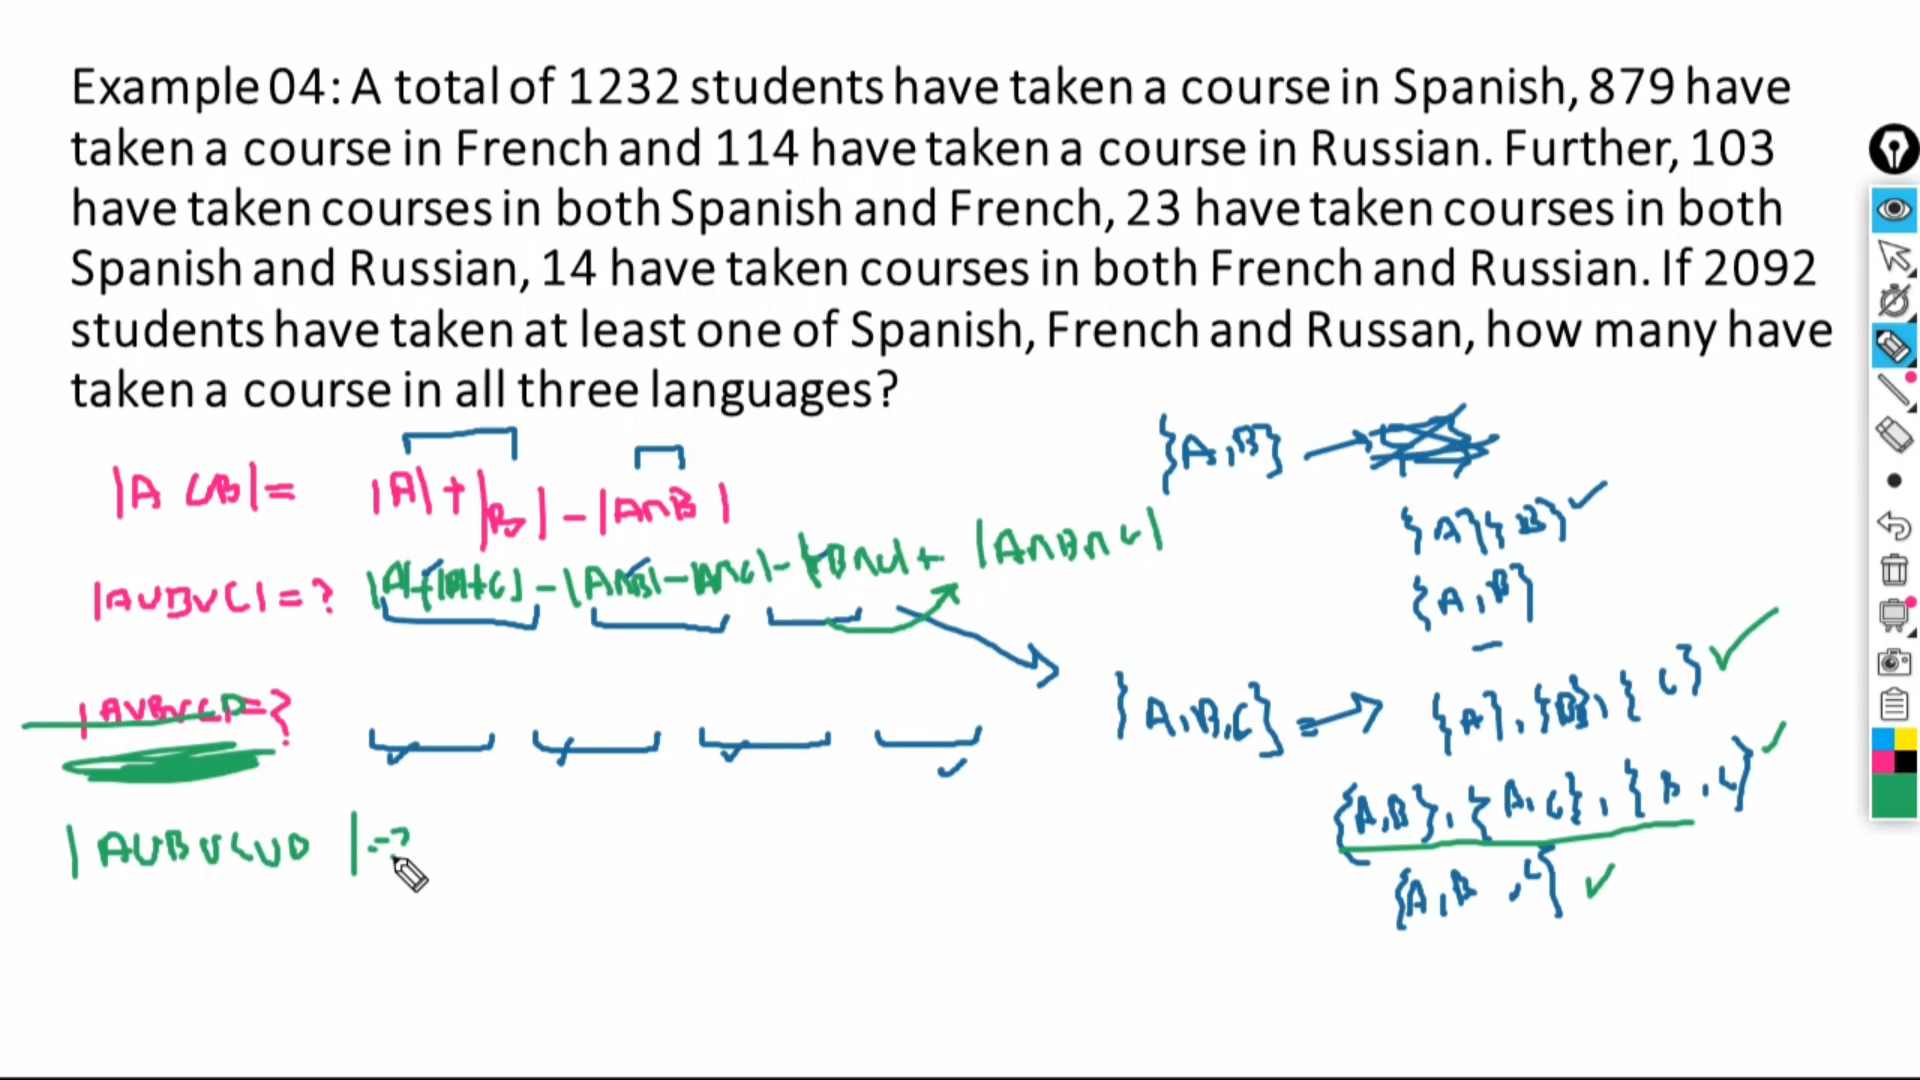 Example 04: A total of 1232 students have taken a course in Spanish, 879 have
taken a course in French and 114 have taken a course in Russian. Further, 103
have taken courses in both Spanish and French, 23 have taken courses in both
Spanish and Russian, 14 have taken courses in both French and Russian. If 2092
students have taken at least one of Spanish, French and Russan, how many have
taken a course in all three languages?
{A,B} →
|A∪B| = |A|+|B|-|A∩B|
{A}{B}
|A∪B∪C| = ? |A|+|B|+|C|-|A∩B|-|A∩C|-|B∩C|+|A∩B∩C|
{A,B}
{A,B,C} = → {A},{B},{C}
{A,B},{A,C},{B,C}
|A∪B∪C∪D|=?
{A,B,C}